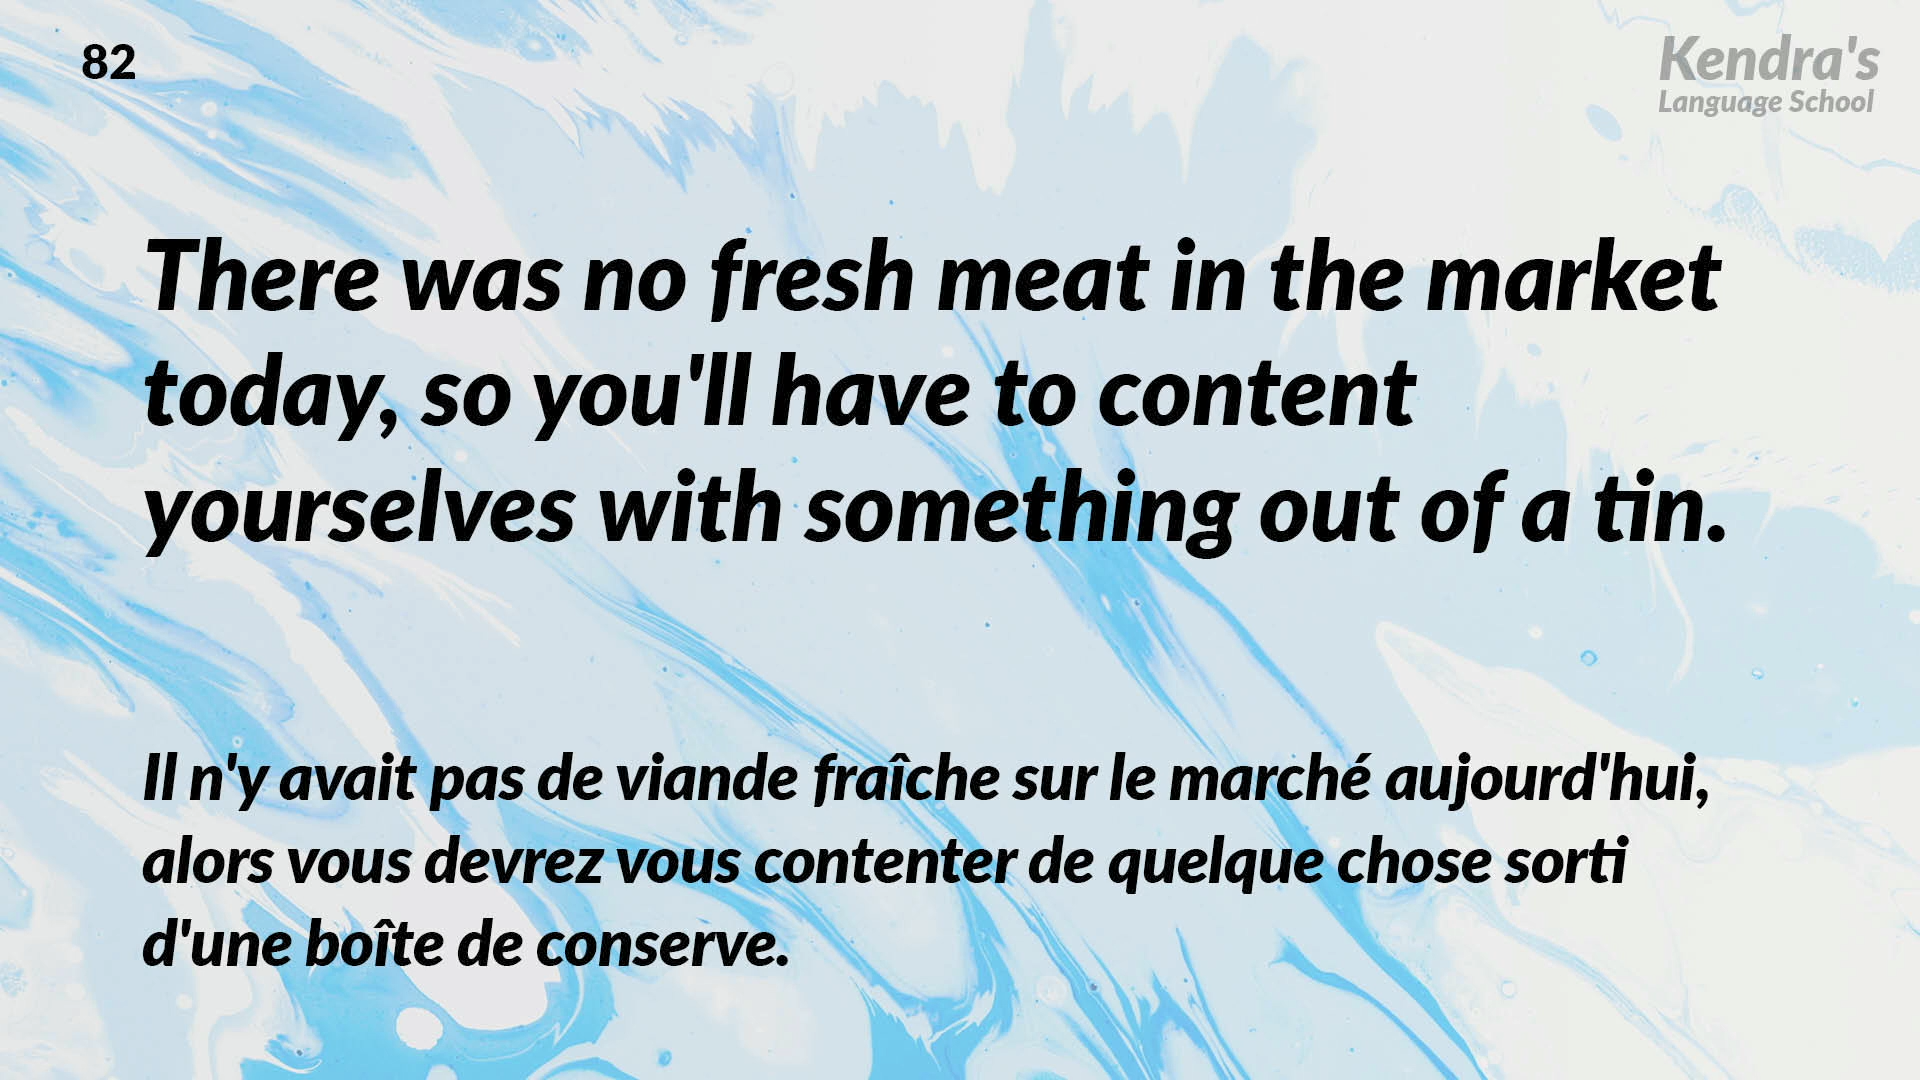 82
Kendra's
Language School
There was no fresh meat in the market
today, so you'll have to content
yourselves with something out of a tin.
Il n'y avait pas de viande fraîche sur le marché aujourd'hui,
alors vous devrez vous contenter de quelque chose sorti
d'une boîte de conserve.